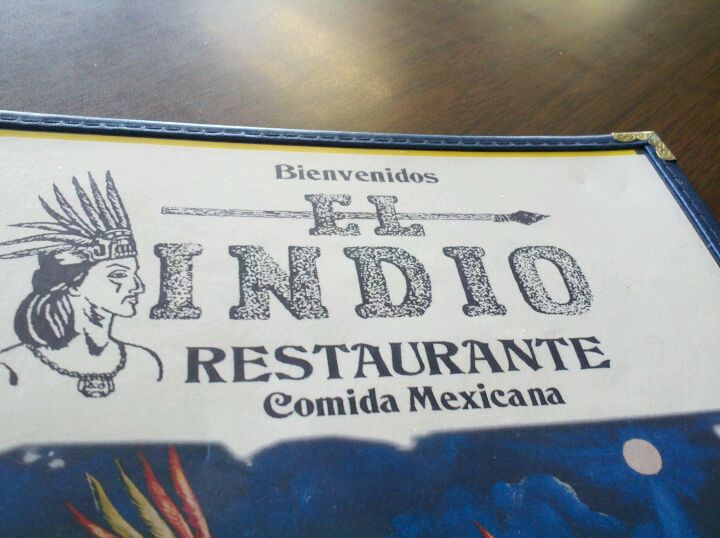 Bienvenidos
EL
INDIO
RESTAURANTE
Comida Mexicana